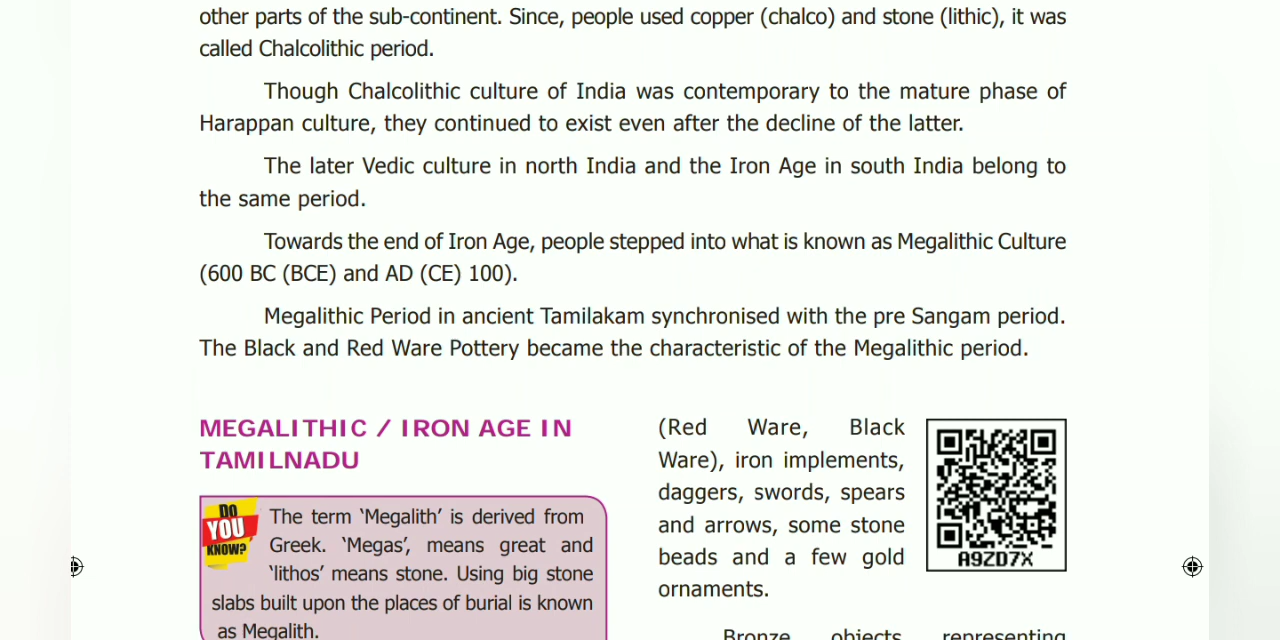 other parts of the sub-continent. Since, people used copper (chalco) and stone (lithic), it was
called Chalcolithic period.
Though Chalcolithic culture of India was contemporary to the mature phase of
Harappan culture, they continued to exist even after the decline of the latter.
The later Vedic culture in north India and the Iron Age in south India belong to
the same period.
Towards the end of Iron Age, people stepped into what is known as Megalithic Culture
(600 BC (BCE) and AD (CE) 100).
Megalithic Period in ancient Tamilakam synchronised with the pre Sangam period.
The Black and Red Ware Pottery became the characteristic of the Megalithic period.
MEGALITHIC / IRON AGE IN
TAMILNADU
DO
YOU
KNOW?
The term ‘Megalith’ is derived from
Greek. ‘Megas’, means great and
‘lithos’ means stone. Using big stone
slabs built upon the places of burial is known
as Megalith.
(Red Ware, Black
Ware), iron implements,
daggers, swords, spears
and arrows, some stone
beads and a few gold
ornaments.
A9ZD7X
Bronze objects representing